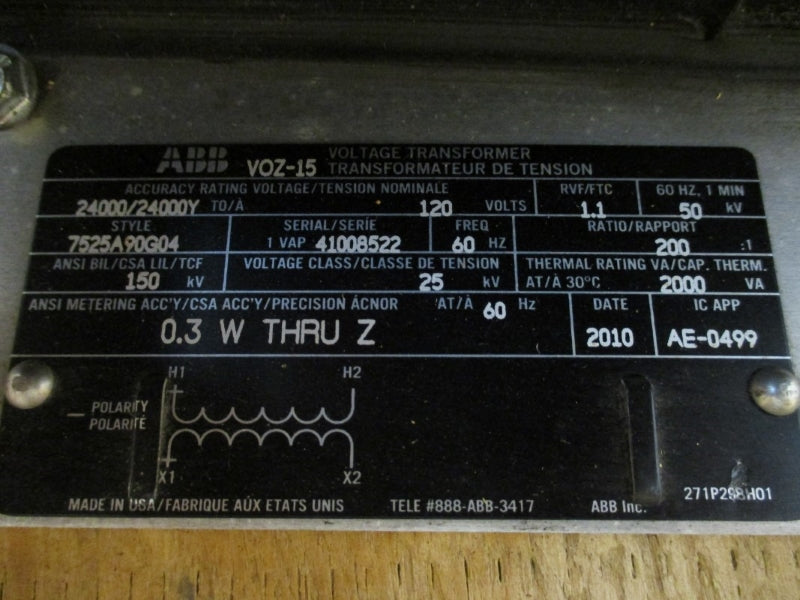 ABB VOZ-15 VOLTAGE TRANSFORMER
TRANSFORMATEUR DE TENSION
ACCURACY RATING VOLTAGE/TENSION NOMINALE RVF/FTC 60 HZ, 1 MIN
24000/24000Y TO/À 120 VOLTS 1.1 50 kV
STYLE SERIAL/SERÍE FREQ RATIO/RAPPORT
7525A90G04 1 VAP 41008522 60 HZ 200 :1
ANSI BIL/CSA LIL/TCF VOLTAGE CLASS/CLASSE DE TENSION THERMAL RATING VA/CAP. THERM.
150 kV 25 kV AT/À 30°C 2000 VA
ANSI METERING ACC'Y/CSA ACC'Y/PRECISION ACNOR AT/À 60 Hz DATE IC APP
0.3 W THRU Z 2010 AE-0499
H1 H2
POLARITY
POLARITÉ
X1 X2
MADE IN USA/FABRIQUE AUX ETATS UNIS TELE #888-ABB-3417 ABB Inc. 271P298H01